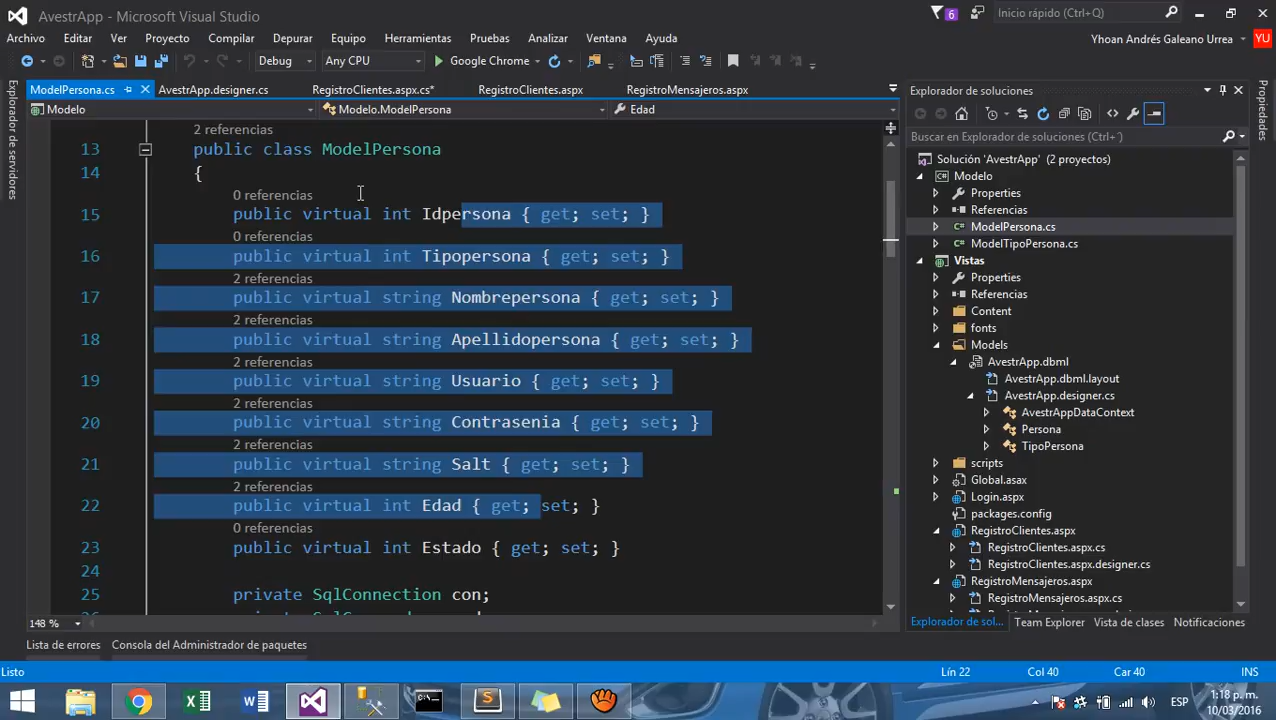 AvestrApp - Microsoft Visual Studio
6
Inicio rápido (Ctrl+Q)
Archivo Editar Ver Proyecto Compilar Depurar Equipo Herramientas Pruebas Analizar Ventana Ayuda
Yhoan Andrés Galeano Urrea YU
Debug Any CPU Google Chrome
Explorador de servidores
ModelPersona.cs AvestrApp.designer.cs RegistroClientes.aspx.cs* RegistroClientes.aspx RegistroMensajeros.aspx
Modelo Modelo.ModelPersona Edad
2 referencias
13 public class ModelPersona
14 {
0 referencias
15 public virtual int Idpersona { get; set; }
0 referencias
16 public virtual int Tipopersona { get; set; }
2 referencias
17 public virtual string Nombrepersona { get; set; }
2 referencias
18 public virtual string Apellidopersona { get; set; }
2 referencias
19 public virtual string Usuario { get; set; }
2 referencias
20 public virtual string Contrasenia { get; set; }
2 referencias
21 public virtual string Salt { get; set; }
2 referencias
22 public virtual int Edad { get; set; }
0 referencias
23 public virtual int Estado { get; set; }
24
25 private SqlConnection con;
148 %
Explorador de soluciones
Buscar en Explorador de soluciones (Ctrl+´)
Solución 'AvestrApp' (2 proyectos)
Modelo
Properties
Referencias
ModelPersona.cs
ModelTipoPersona.cs
Vistas
Properties
Referencias
Content
fonts
Models
AvestrApp.dbml
AvestrApp.dbml.layout
AvestrApp.designer.cs
AvestrAppDataContext
Persona
TipoPersona
scripts
Global.asax
Login.aspx
packages.config
RegistroClientes.aspx
RegistroClientes.aspx.cs
RegistroClientes.aspx.designer.cs
RegistroMensajeros.aspx
RegistroMensajeros.aspx.cs
Explorador de sol... Team Explorer Vista de clases Notificaciones
Propiedades
Lista de errores Consola del Administrador de paquetes
Listo Lín 22 Col 40 Car 40 INS
ESP
1:18 p. m.
10/03/2016